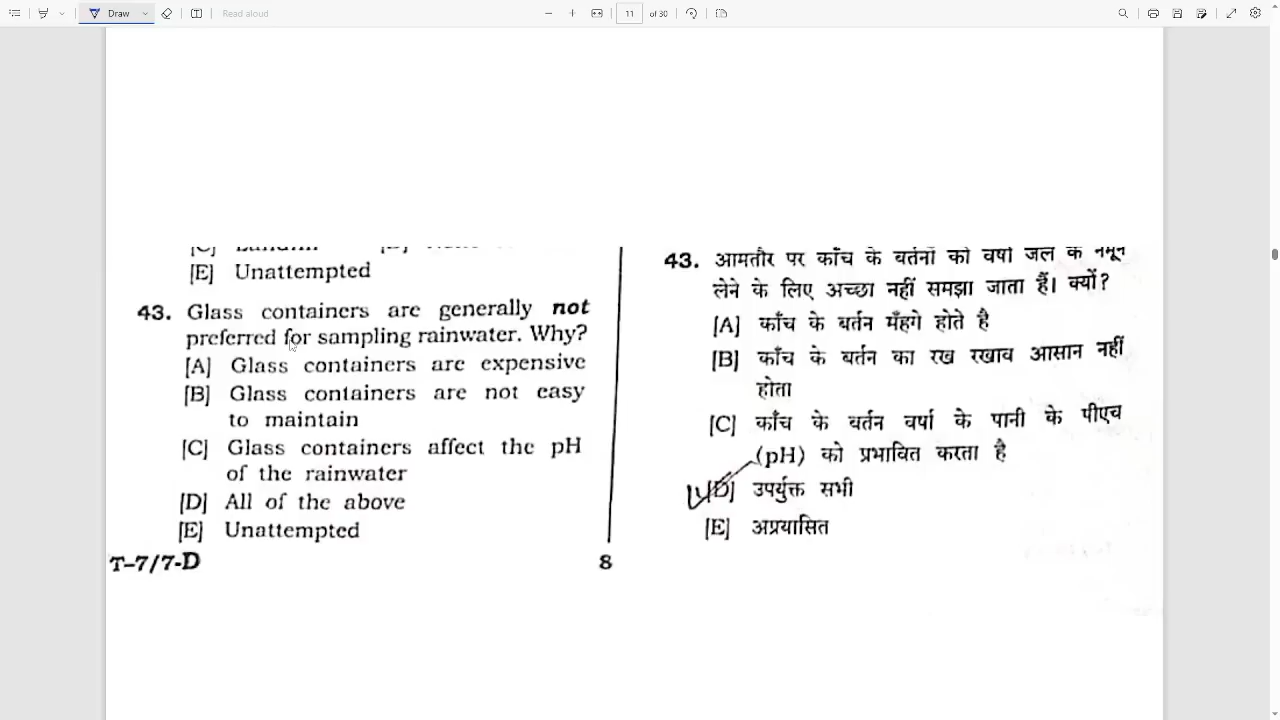 Draw
Read aloud
11 of 30
[E] Unattempted
43. Glass containers are generally not
preferred for sampling rainwater. Why?
[A] Glass containers are expensive
[B] Glass containers are not easy
to maintain
[C] Glass containers affect the pH
of the rainwater
[D] All of the above
[E] Unattempted
T-7/7-D
8
43. आमतौर पर काँच के बर्तनों को वर्षा जल के नमूने
लेने के लिए अच्छा नहीं समझा जाता हैं। क्यों?
[A] काँच के बर्तन मँहगे होते है
[B] काँच के बर्तन का रख रखाव आसान नहीं
होता
[C] काँच के बर्तन वर्षा के पानी के पीएच
(pH) को प्रभावित करता है
[D] उपर्युक्त सभी
[E] अप्रयासित